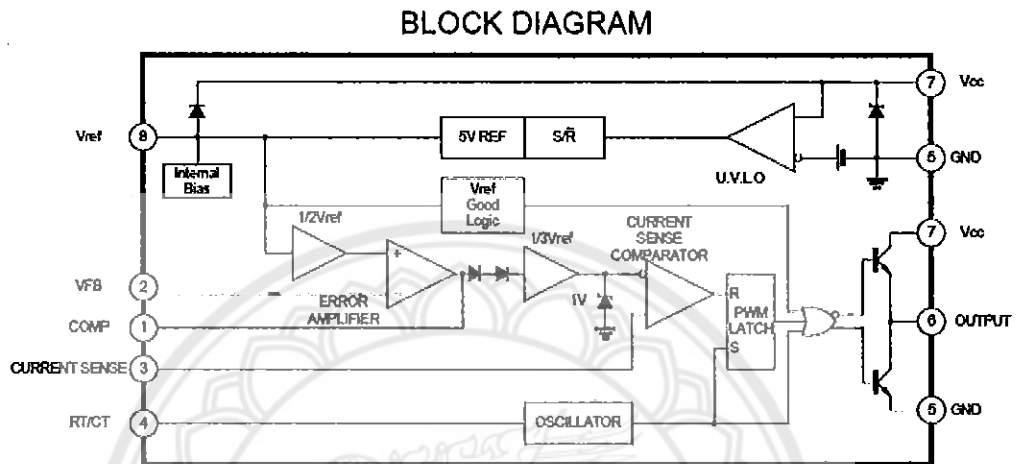 BLOCK DIAGRAM
7 Vcc
Vref 8
5V REF S/R̅
Internal
Bias
U.V.L.O
5 GND
Vref
Good
Logic
1/2Vref
1/3Vref
CURRENT
SENSE
COMPARATOR
7 Vcc
+
VFB 2
ERROR
AMPLIFIER
1V
R
PWM
LATCH
S
6 OUTPUT
COMP 1
CURRENT SENSE 3
RT/CT 4
OSCILLATOR
5 GND